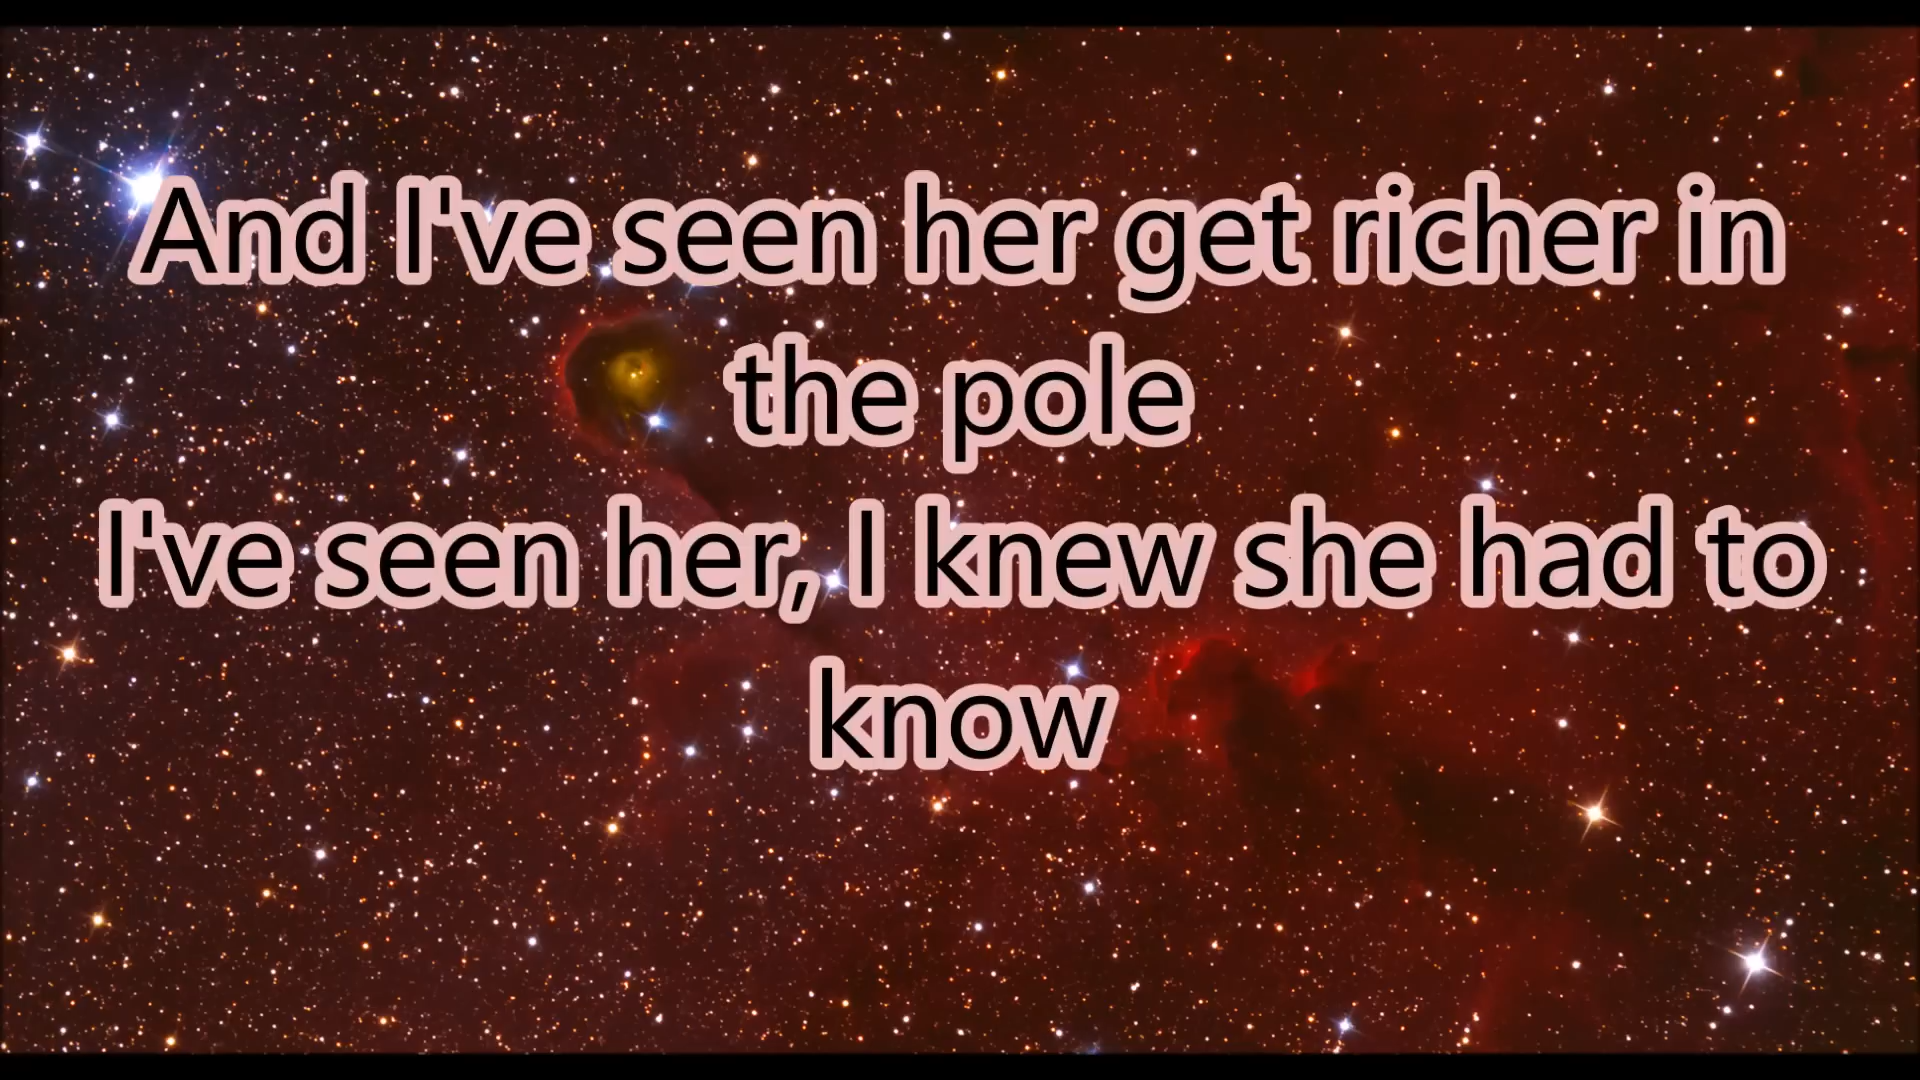 And I've seen her get richer in
the pole
I've seen her, I knew she had to
know